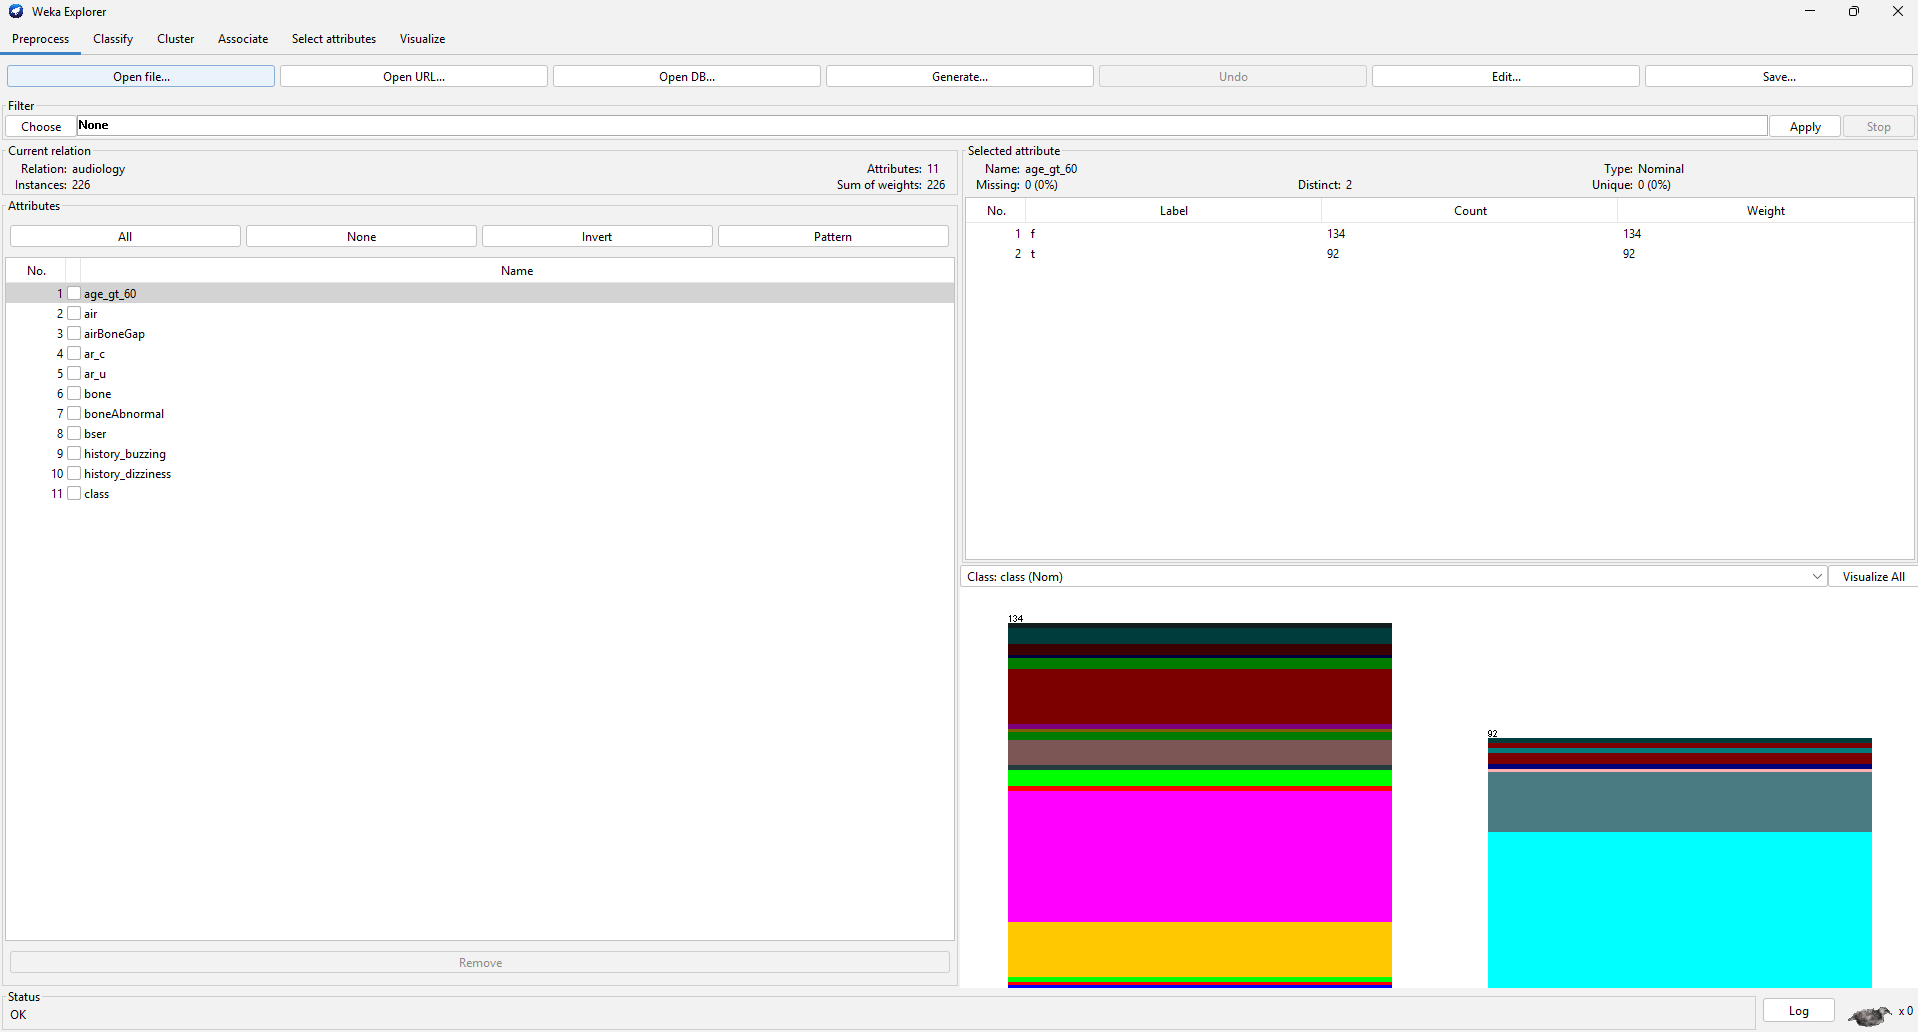 Weka Explorer
Preprocess Classify Cluster Associate Select attributes Visualize
Open file... Open URL... Open DB... Generate... Undo Edit... Save...
Filter
Choose None Apply Stop
Current relation
Relation: audiology Attributes: 11
Instances: 226 Sum of weights: 226
Attributes
All None Invert Pattern
No. Name
1 age_gt_60
2 air
3 airBoneGap
4 ar_c
5 ar_u
6 bone
7 boneAbnormal
8 bser
9 history_buzzing
10 history_dizziness
11 class
Remove
Selected attribute
Name: age_gt_60 Type: Nominal
Missing: 0 (0%) Distinct: 2 Unique: 0 (0%)
No. Label Count Weight
1 f 134 134
2 t 92 92
Class: class (Nom) Visualize All
134
92
Status
OK
Log x 0